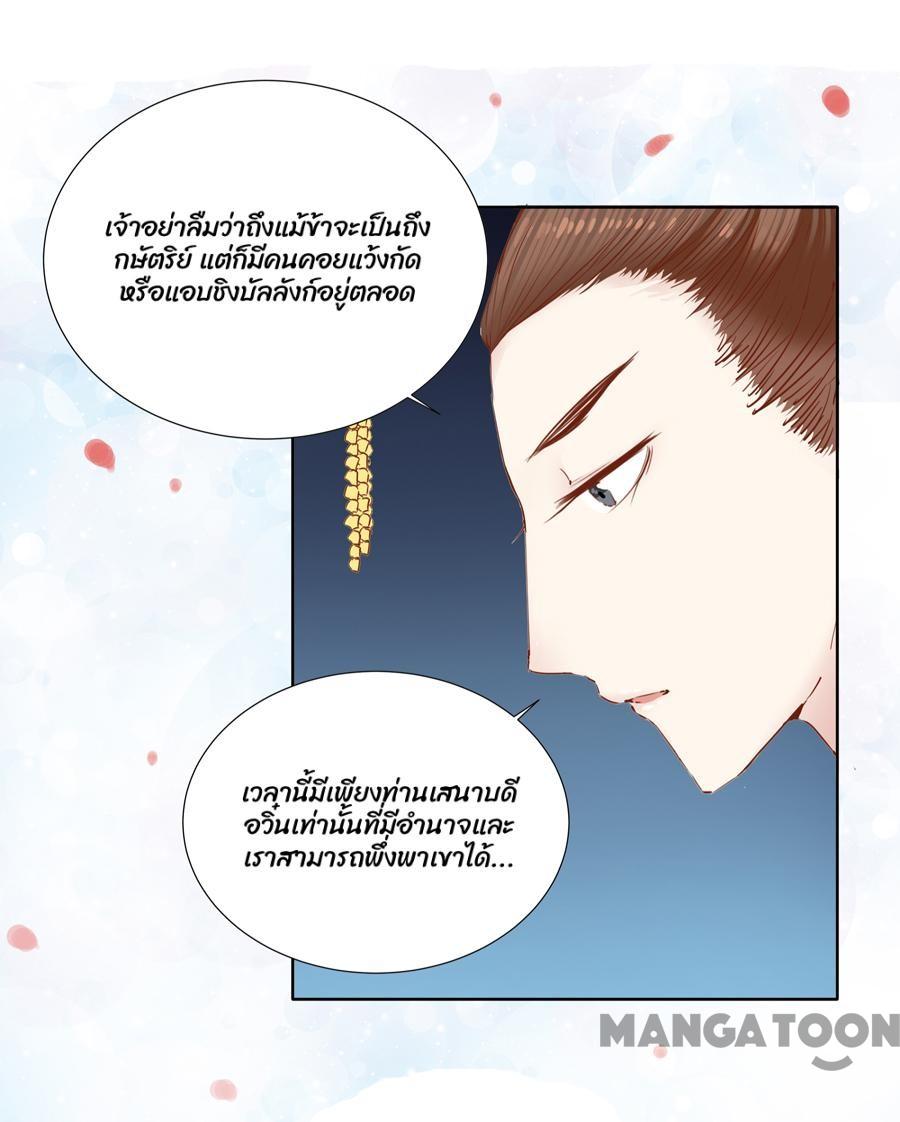 เจ้าอย่าลืมว่าถึงแม้ข้าจะเป็นถึง
กษัตริย์ แต่ก็มีคนคอยแว้งกัด
หรือแอบชิงบัลลังก์อยู่ตลอด
เวลานี้มีเพียงท่านเสนาบดี
อวิ๋นเท่านั้นที่มีอำนาจและ
เราสามารถพึ่งพาเขาได้...
MANGATOON